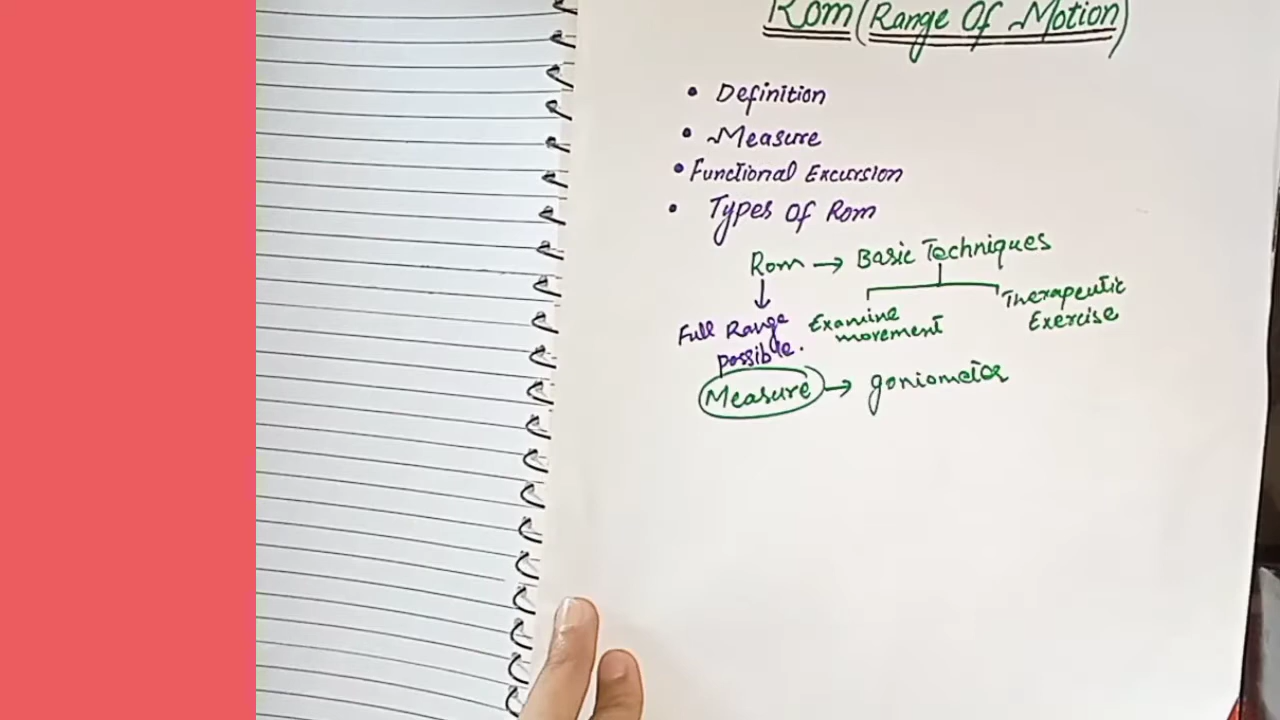 Rom (Range Of Motion)
• Definition
• Measure
• Functional Excursion
• Types Of Rom
Rom → Basic Techniques
↓
Full Range possible.
Examine movement
Therapeutic Exercise
Measure → goniometer